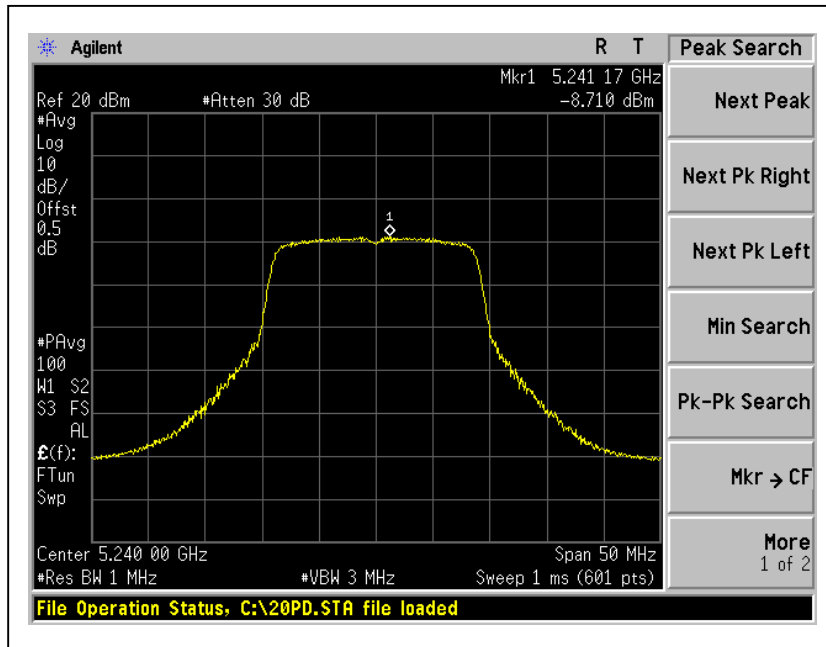 Agilent R T Peak Search
Mkr1 5.241 17 GHz
Ref 20 dBm #Atten 30 dB -8.710 dBm
#Avg
Log
10
dB/
Offst
0.5
dB
1
#PAvg
100
W1 S2
S3 FS
AL
£(f):
FTun
Swp
Center 5.240 00 GHz Span 50 MHz
#Res BW 1 MHz #VBW 3 MHz Sweep 1 ms (601 pts)
File Operation Status, C:\20PD.STA file loaded
Next Peak
Next Pk Right
Next Pk Left
Min Search
Pk-Pk Search
Mkr → CF
More
1 of 2